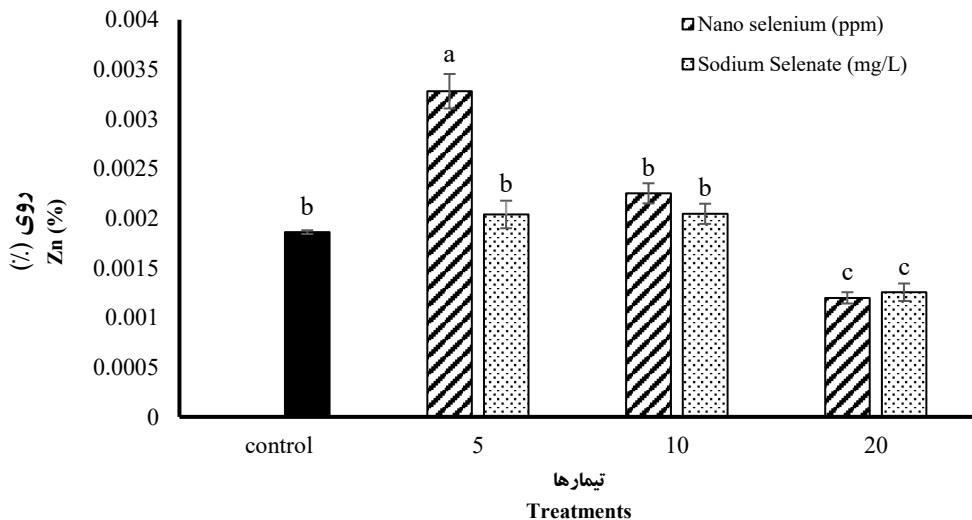 0.004
0.0035
0.003
0.0025
0.002
0.0015
0.001
0.0005
0
روی (٪)
Zn (%)
Nano selenium (ppm)
Sodium Selenate (mg/L)
b
a
b
b
b
c
c
control
5
10
20
تیمارها
Treatments